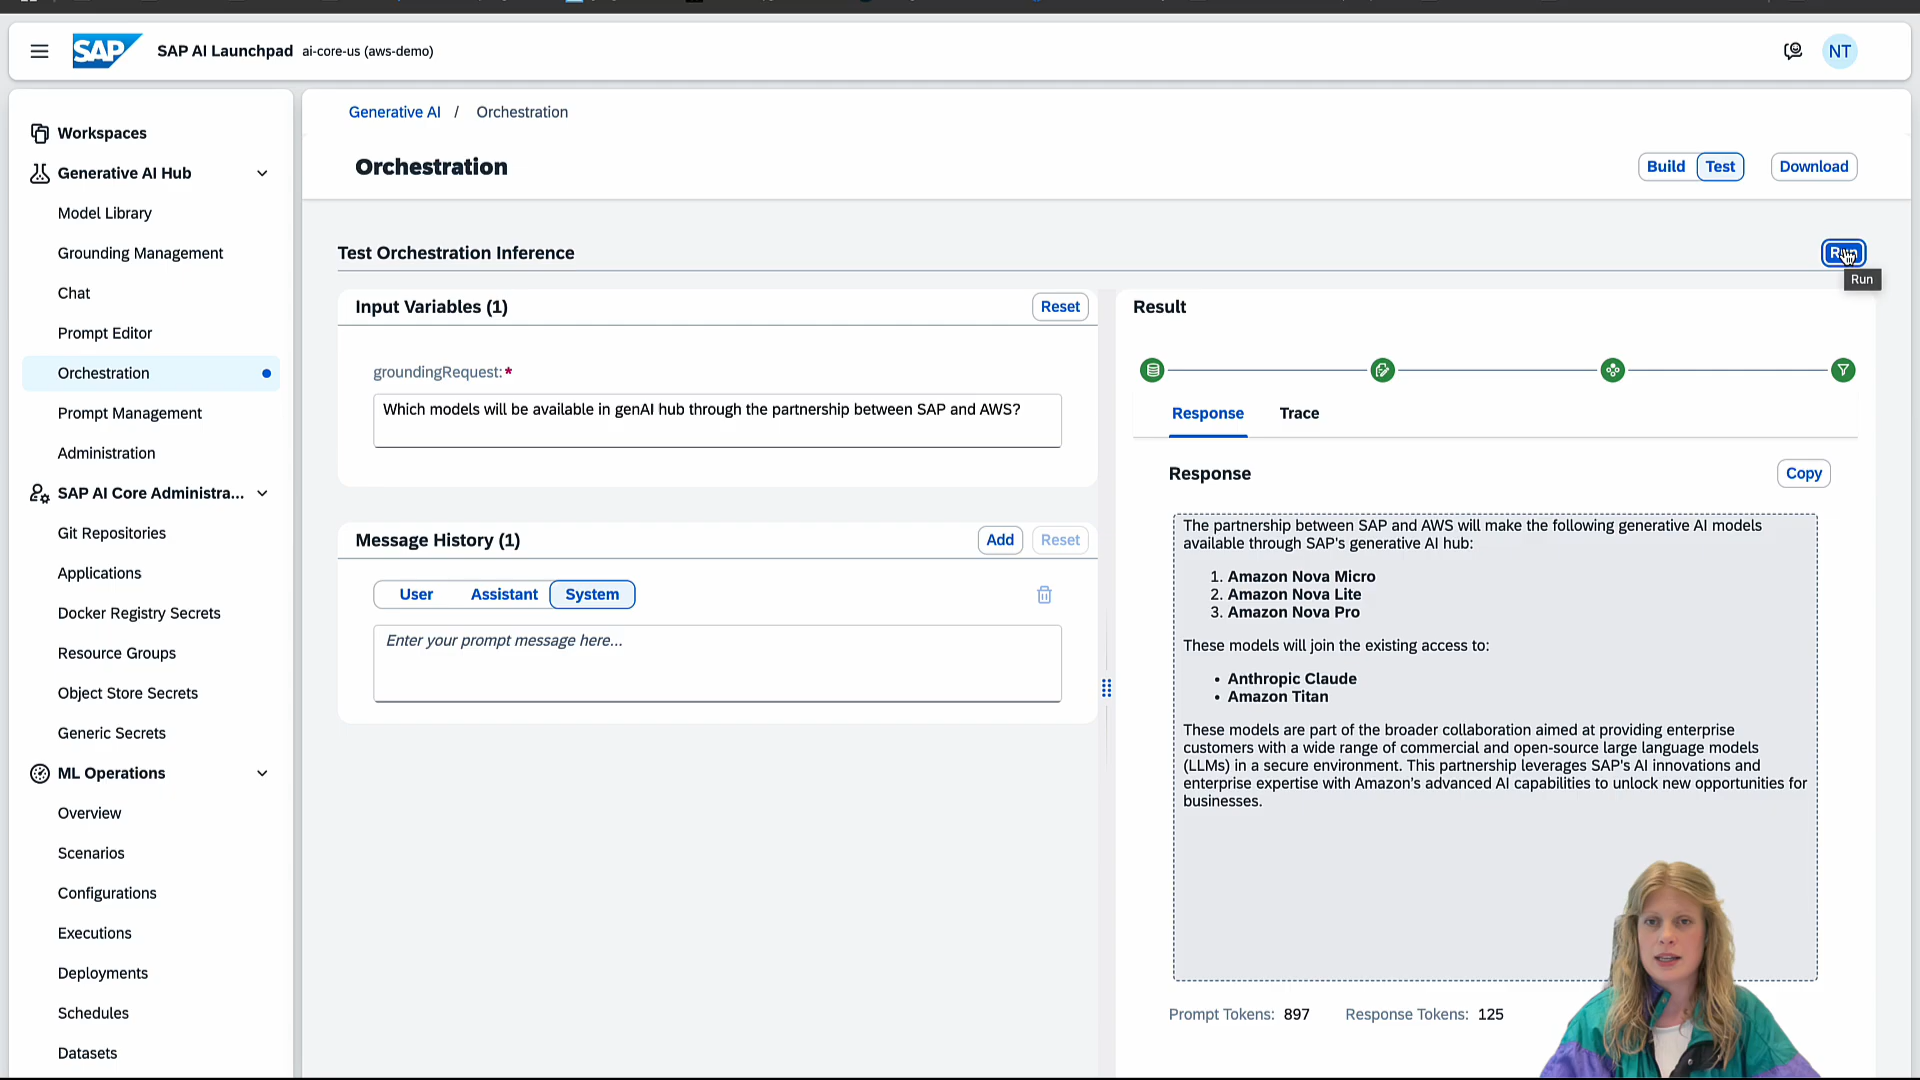 SAP
SAP AI Launchpad
ai-core-us (aws-demo)
NT
Workspaces
Generative AI Hub
Model Library
Grounding Management
Chat
Prompt Editor
Orchestration
Prompt Management
Administration
SAP AI Core Administra...
Git Repositories
Applications
Docker Registry Secrets
Resource Groups
Object Store Secrets
Generic Secrets
ML Operations
Overview
Scenarios
Configurations
Executions
Deployments
Schedules
Datasets
Generative AI / Orchestration
Orchestration
Build
Test
Download
Test Orchestration Inference
Run
Run
Input Variables (1)
Reset
groundingRequest:*
Which models will be available in genAI hub through the partnership between SAP and AWS?
Message History (1)
Add
Reset
User
Assistant
System
Enter your prompt message here...
Result
Response
Trace
Response
Copy
The partnership between SAP and AWS will make the following generative AI models
available through SAP's generative AI hub:
1. Amazon Nova Micro
2. Amazon Nova Lite
3. Amazon Nova Pro
These models will join the existing access to:
• Anthropic Claude
• Amazon Titan
These models are part of the broader collaboration aimed at providing enterprise
customers with a wide range of commercial and open-source large language models
(LLMs) in a secure environment. This partnership leverages SAP's AI innovations and
enterprise expertise with Amazon's advanced AI capabilities to unlock new opportunities for
businesses.
Prompt Tokens: 897
Response Tokens: 125